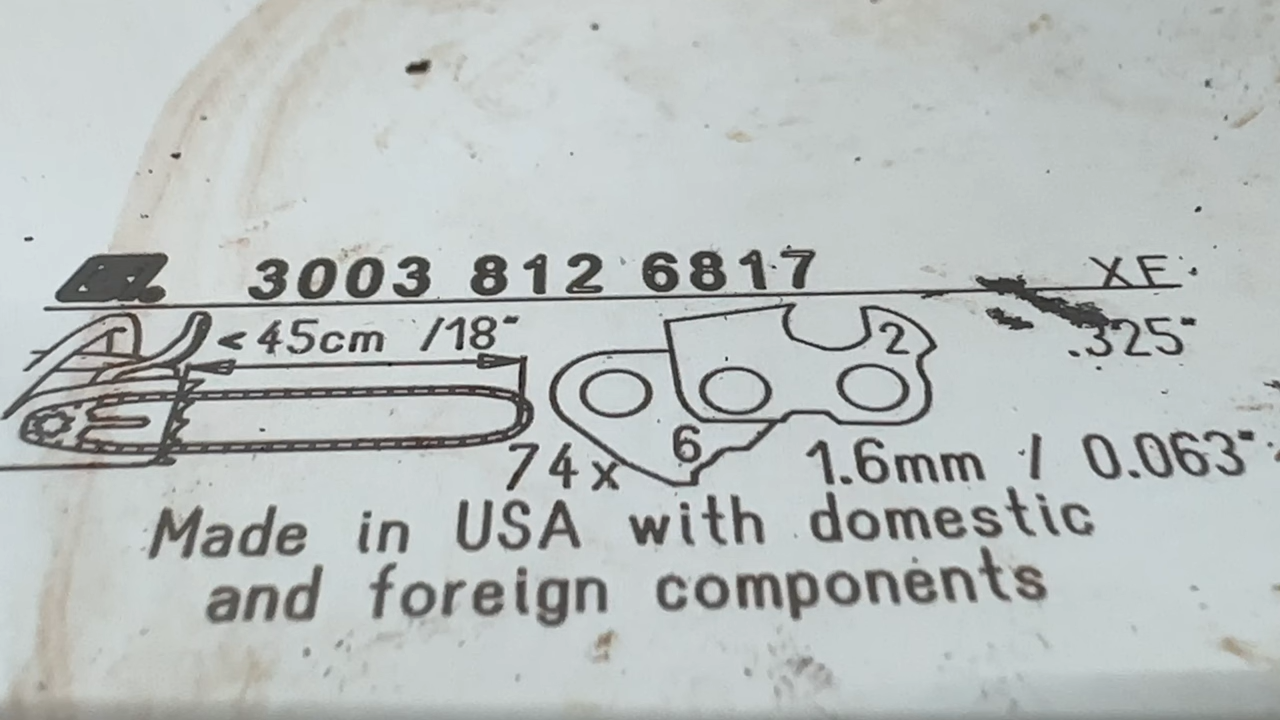 3003 812 6817 XF
<45cm /18" 2 .325"
74x 6 1.6mm / 0.063"
Made in USA with domestic
and foreign components